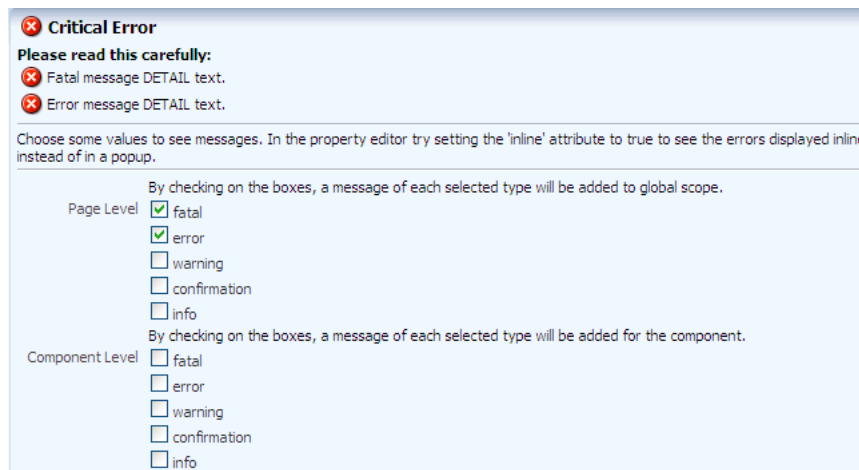 Critical Error
Please read this carefully:
Fatal message DETAIL text.
Error message DETAIL text.
Choose some values to see messages. In the property editor try setting the 'inline' attribute to true to see the errors displayed inline
instead of in a popup.
By checking on the boxes, a message of each selected type will be added to global scope.
Page Level fatal
error
warning
confirmation
info
By checking on the boxes, a message of each selected type will be added for the component.
Component Level fatal
error
warning
confirmation
info